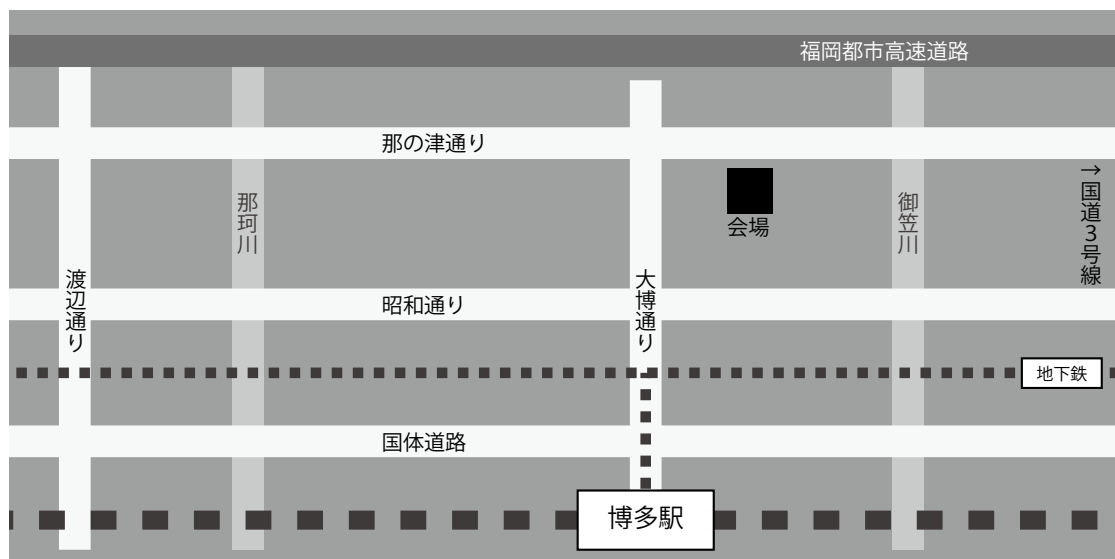 福岡都市高速道路
那の津通り
→国道3号線
那珂川
御笠川
会場
渡辺通り
大博通り
昭和通り
地下鉄
国体道路
博多駅